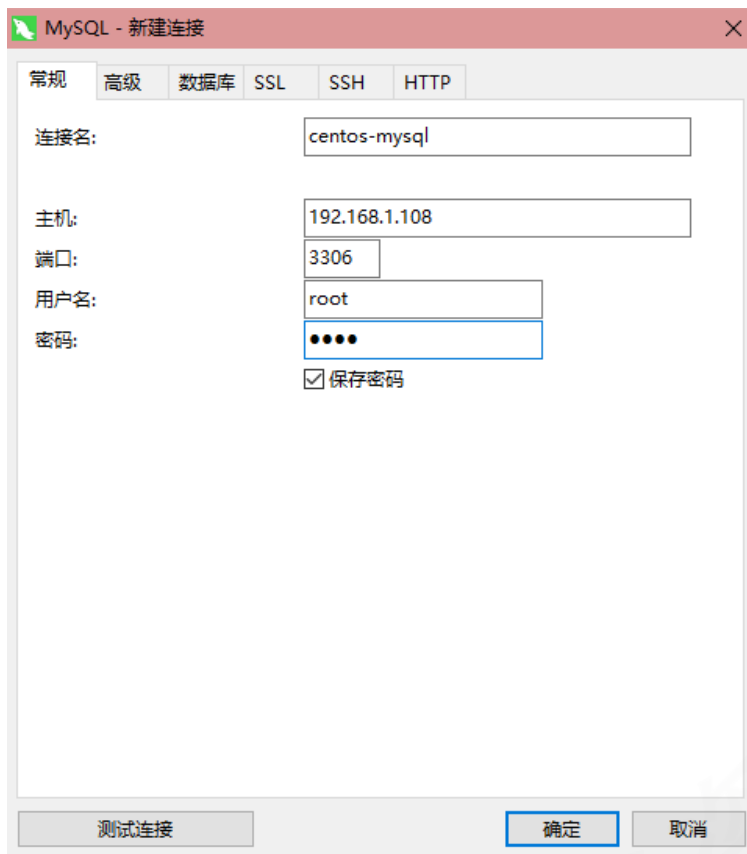 MySQL - 新建连接
常规 高级 数据库 SSL SSH HTTP
连接名: centos-mysql
主机: 192.168.1.108
端口: 3306
用户名: root
密码: ●●●●
保存密码
测试连接 确定 取消